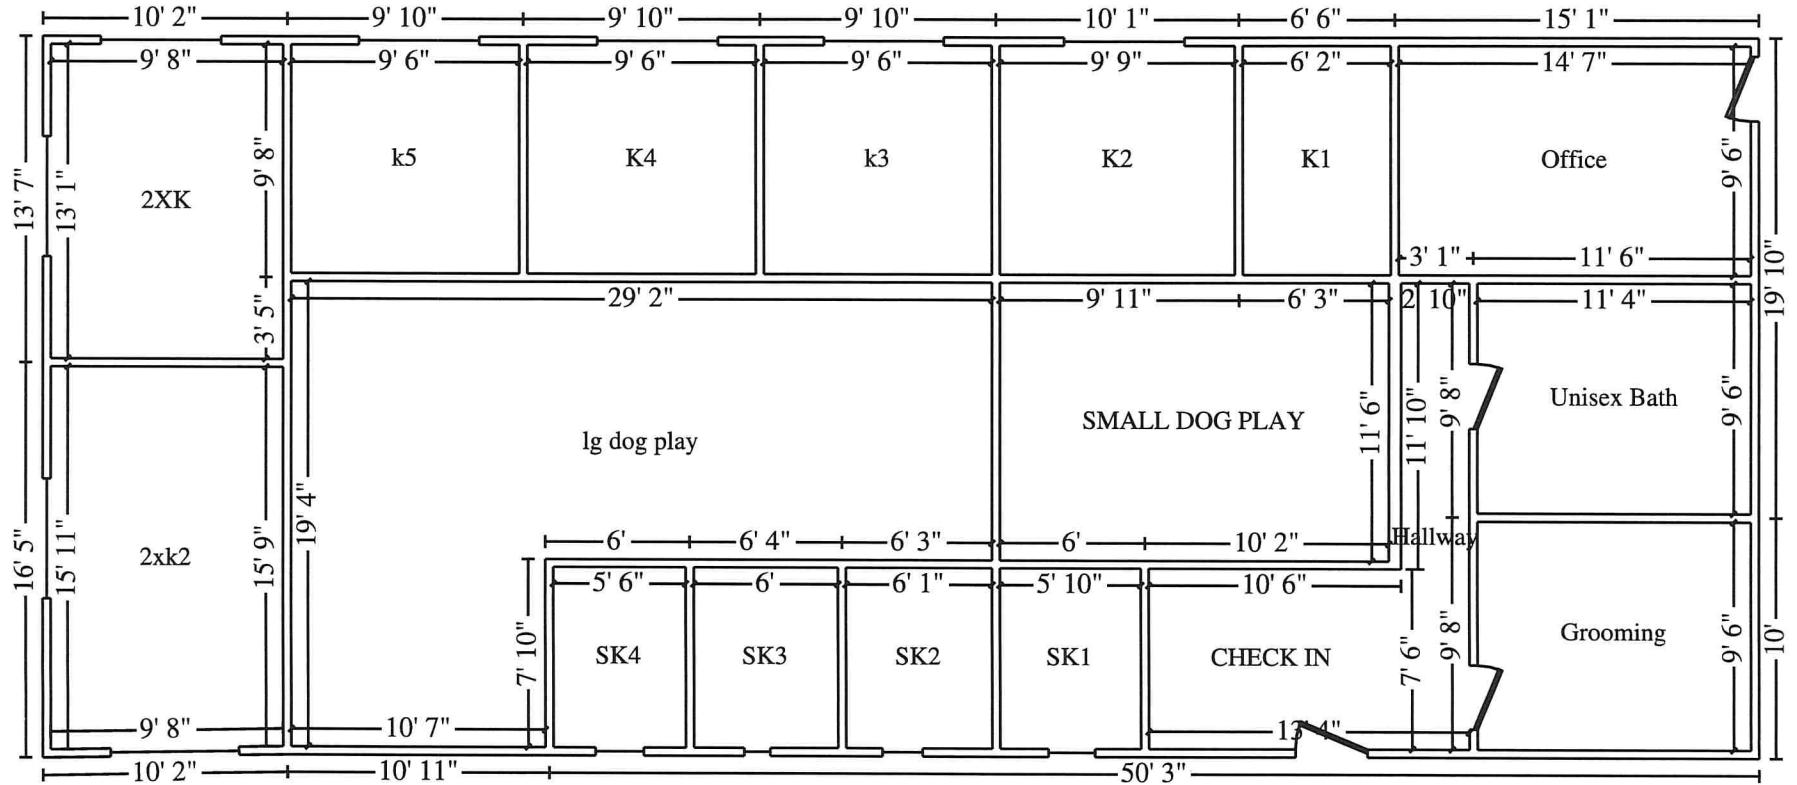 10' 2" 9' 10" 9' 10" 9' 10" 10' 1" 6' 6" 15' 1"
9' 8" 9' 6" 9' 6" 9' 6" 9' 9" 6' 2" 14' 7"
k5 K4 k3 K2 K1 Office
2XK
13' 7" 13' 1" 9' 8" 9' 6" 19' 10"
3' 1" 11' 6"
29' 2" 9' 11" 6' 3" 2' 10" 11' 4"
3' 5"
Unisex Bath
SMALL DOG PLAY
lg dog play
11' 6" 11' 10" 9' 8" 9' 6"
6' 6' 4" 6' 3" 6' 10' 2" Hallway
2xk2
16' 5" 15' 11" 15' 9" 19' 4"
5' 6" 6' 6' 1" 5' 10" 10' 6"
Grooming
SK4 SK3 SK2 SK1 CHECK IN
7' 10" 7' 6" 9' 8" 9' 6" 10'
9' 8" 10' 7" 13' 4"
10' 2" 10' 11" 50' 3"